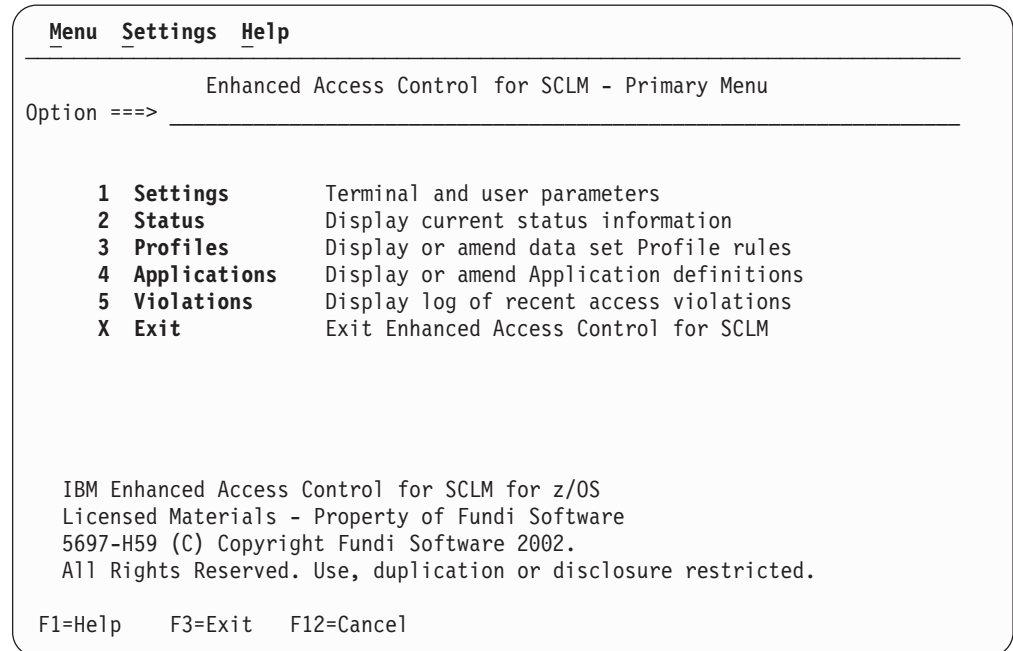 Menu Settings Help
Enhanced Access Control for SCLM - Primary Menu
Option ===>
1 Settings Terminal and user parameters
2 Status Display current status information
3 Profiles Display or amend data set Profile rules
4 Applications Display or amend Application definitions
5 Violations Display log of recent access violations
X Exit Exit Enhanced Access Control for SCLM
IBM Enhanced Access Control for SCLM for z/OS
Licensed Materials - Property of Fundi Software
5697-H59 (C) Copyright Fundi Software 2002.
All Rights Reserved. Use, duplication or disclosure restricted.
F1=Help F3=Exit F12=Cancel